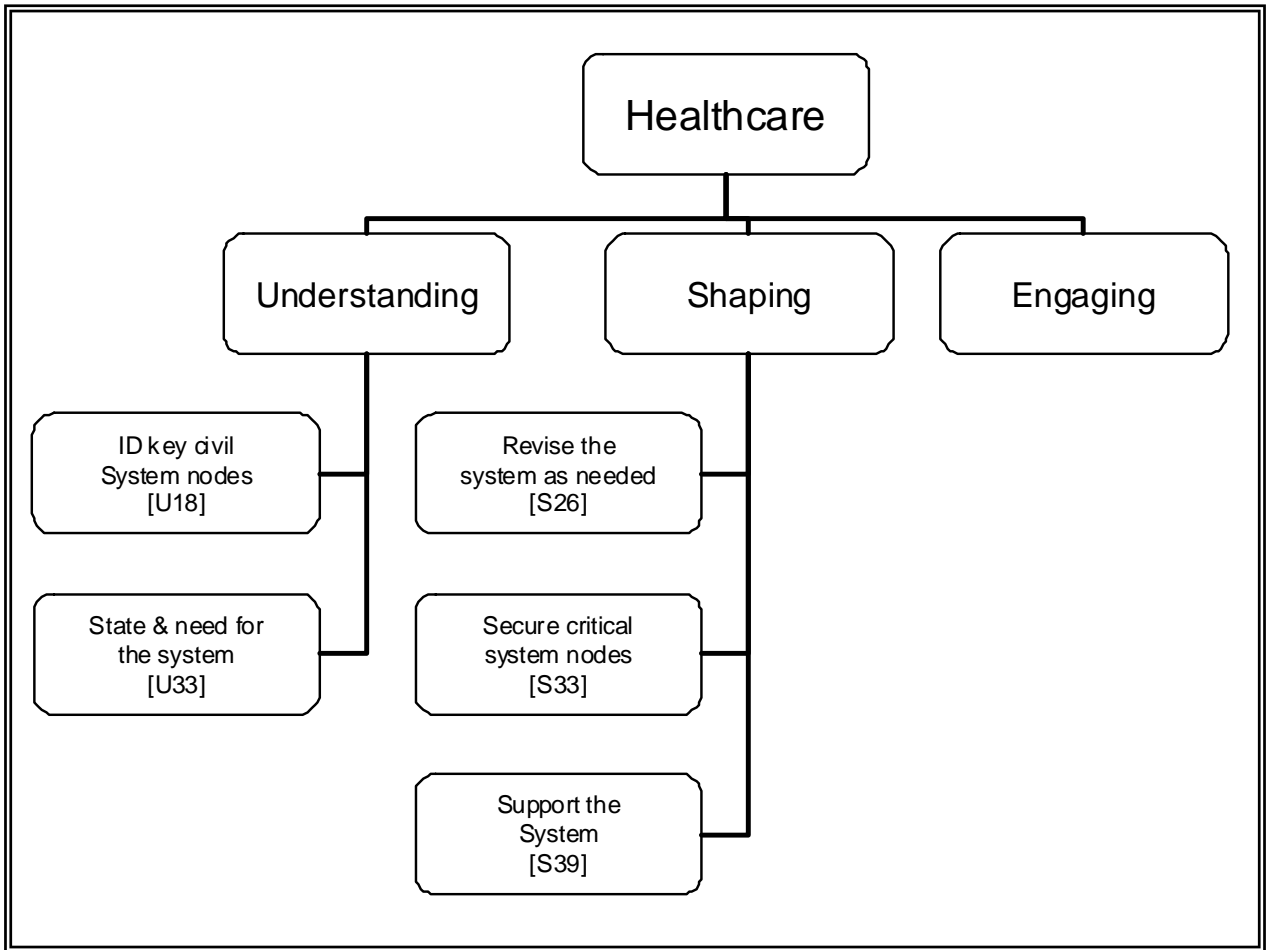 Healthcare
Understanding
Shaping
Engaging
ID key civil
System nodes
[U18]
State & need for
the system
[U33]
Revise the
system as needed
[S26]
Secure critical
system nodes
[S33]
Support the
System
[S39]